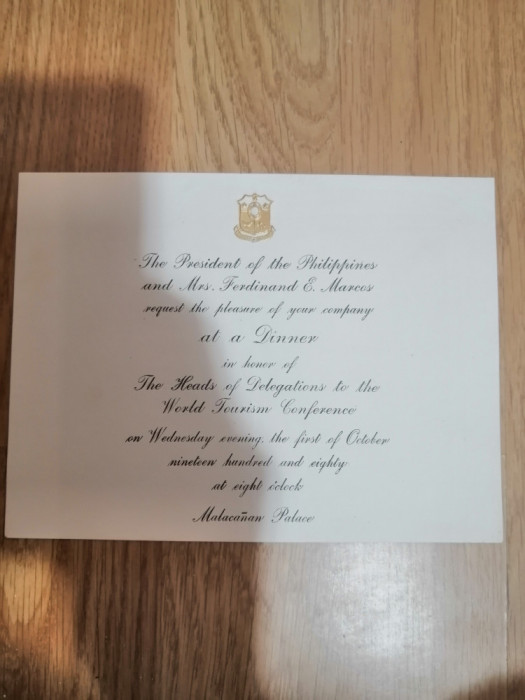 The President of the Philippines
and Mrs. Ferdinand E. Marcos
request the pleasure of your company
at a Dinner
in honor of
The Heads of Delegations to the
World Tourism Conference
on Wednesday evening, the first of October
nineteen hundred and eighty
at eight o'clock
Malacañan Palace